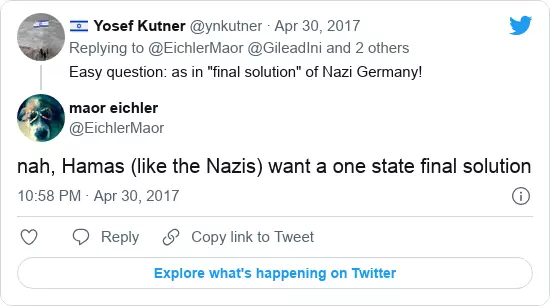 🇮🇱 Yosef Kutner @ynkutner · Apr 30, 2017
Replying to @EichlerMaor @GileadIni and 2 others
Easy question: as in "final solution" of Nazi Germany!
maor eichler
@EichlerMaor
nah, Hamas (like the Nazis) want a one state final solution
10:58 PM · Apr 30, 2017
Reply
Copy link to Tweet
Explore what's happening on Twitter